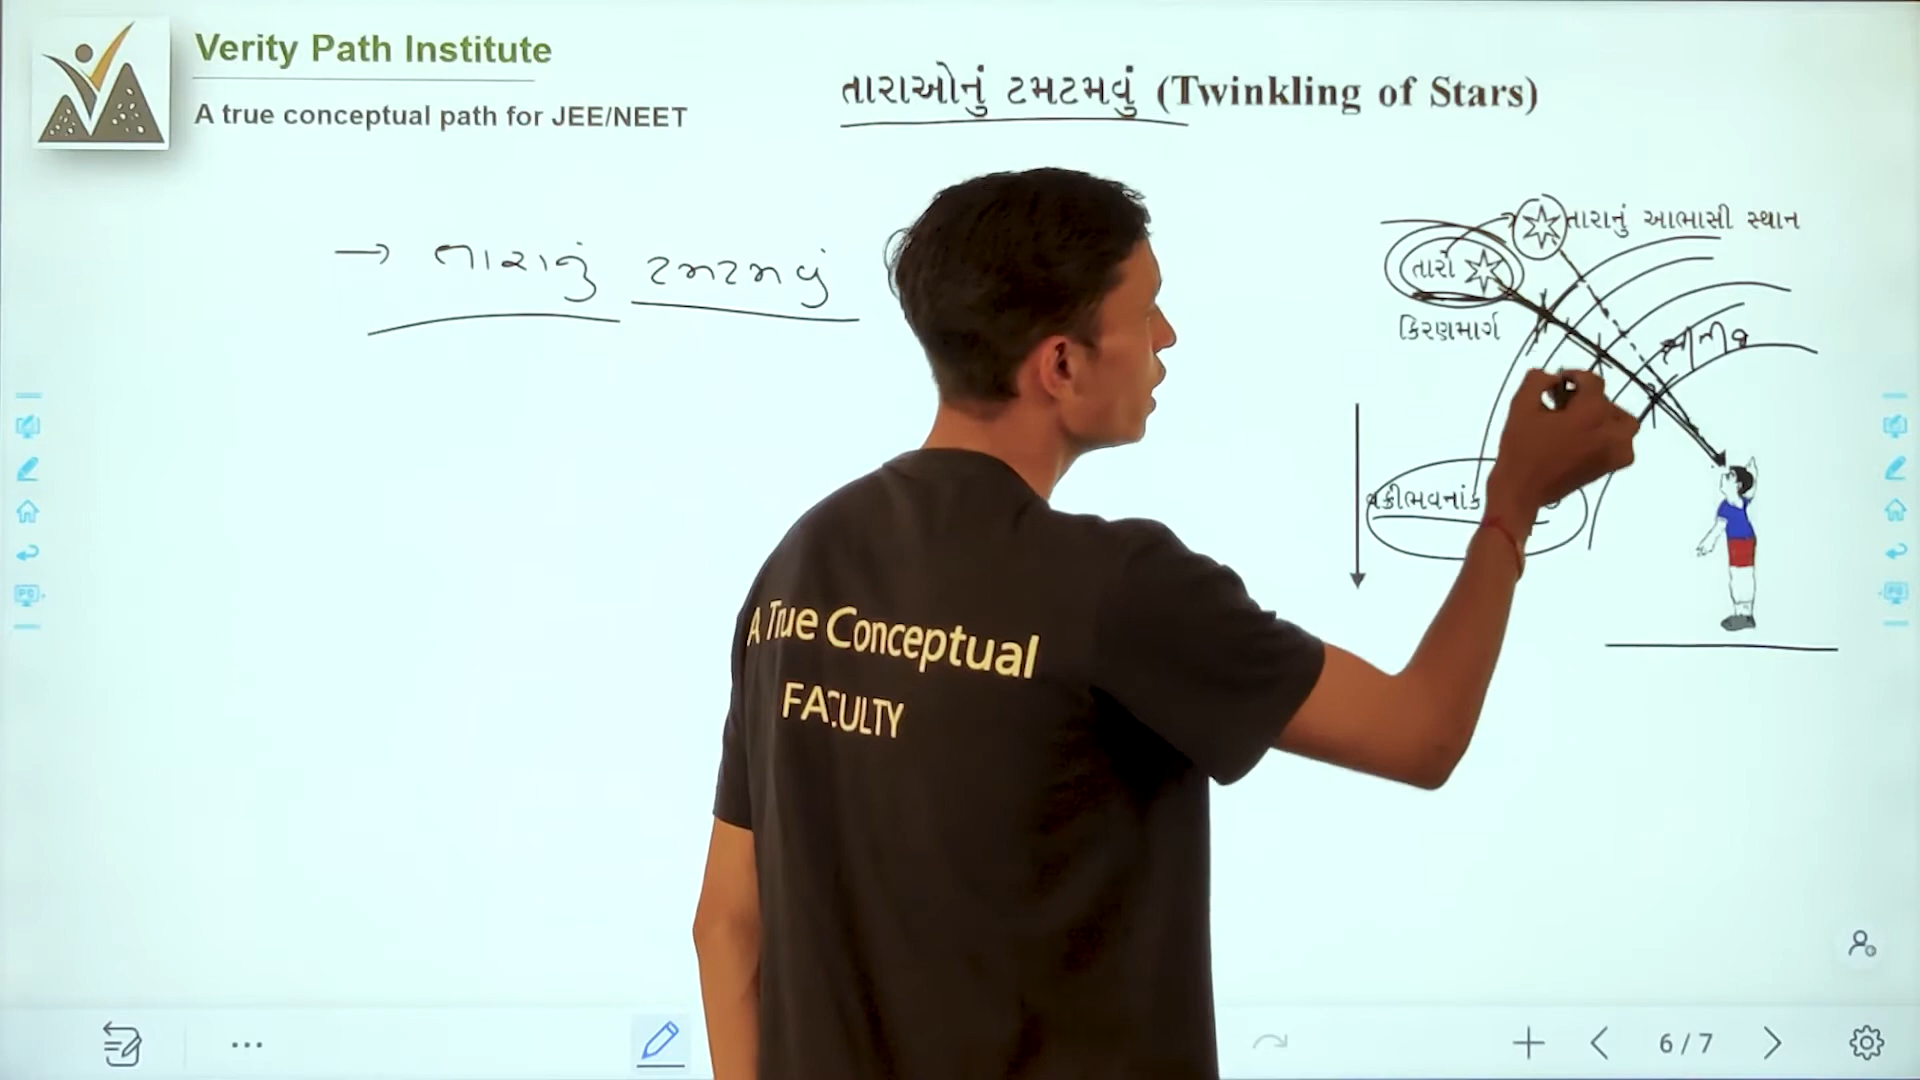 Verity Path Institute
A true conceptual path for JEE/NEET
તારાઓનું ટમટમવું (Twinkling of Stars)
→ તારાનું ટમટમવું
તારાનું આભાસી સ્થાન
તારો
કિરણમાર્ગ
વક્રીભવનાંક
A True Conceptual
FACULTY
6/7